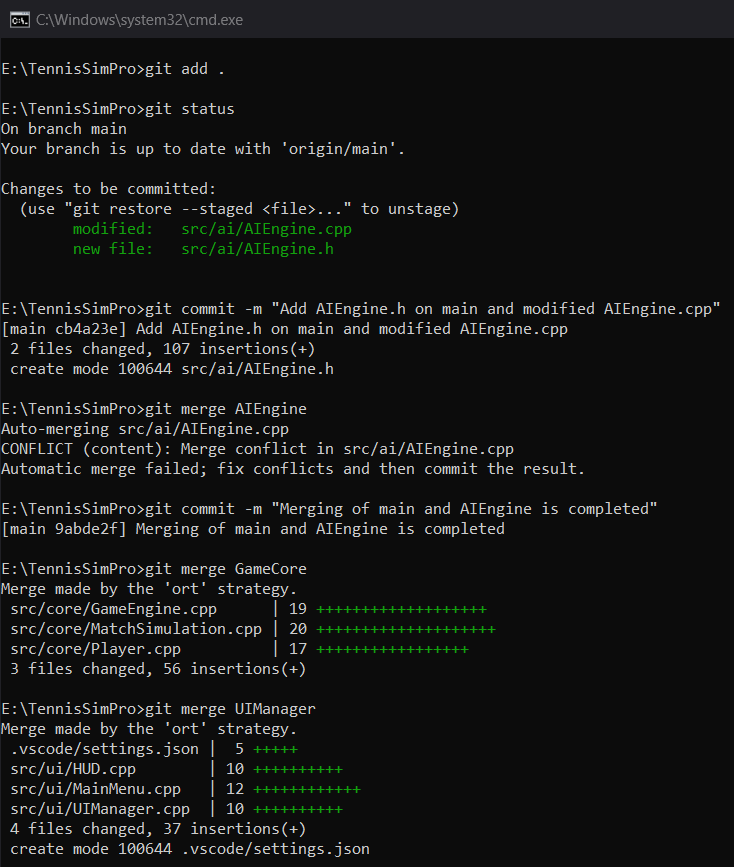 C:\Windows\system32\cmd.exe
E:\TennisSimPro>git add .
E:\TennisSimPro>git status
On branch main
Your branch is up to date with 'origin/main'.
Changes to be committed:
  (use "git restore --staged <file>..." to unstage)
        modified:   src/ai/AIEngine.cpp
        new file:   src/ai/AIEngine.h
E:\TennisSimPro>git commit -m "Add AIEngine.h on main and modified AIEngine.cpp"
[main cb4a23e] Add AIEngine.h on main and modified AIEngine.cpp
 2 files changed, 107 insertions(+)
 create mode 100644 src/ai/AIEngine.h
E:\TennisSimPro>git merge AIEngine
Auto-merging src/ai/AIEngine.cpp
CONFLICT (content): Merge conflict in src/ai/AIEngine.cpp
Automatic merge failed; fix conflicts and then commit the result.
E:\TennisSimPro>git commit -m "Merging of main and AIEngine is completed"
[main 9abde2f] Merging of main and AIEngine is completed
E:\TennisSimPro>git merge GameCore
Merge made by the 'ort' strategy.
 src/core/GameEngine.cpp      | 19 +++++++++++++++++++
 src/core/MatchSimulation.cpp | 20 ++++++++++++++++++++
 src/core/Player.cpp          | 17 +++++++++++++++++
 3 files changed, 56 insertions(+)
E:\TennisSimPro>git merge UIManager
Merge made by the 'ort' strategy.
 .vscode/settings.json |  5 +++++
 src/ui/HUD.cpp        | 10 ++++++++++
 src/ui/MainMenu.cpp   | 12 ++++++++++++
 src/ui/UIManager.cpp  | 10 ++++++++++
 4 files changed, 37 insertions(+)
 create mode 100644 .vscode/settings.json